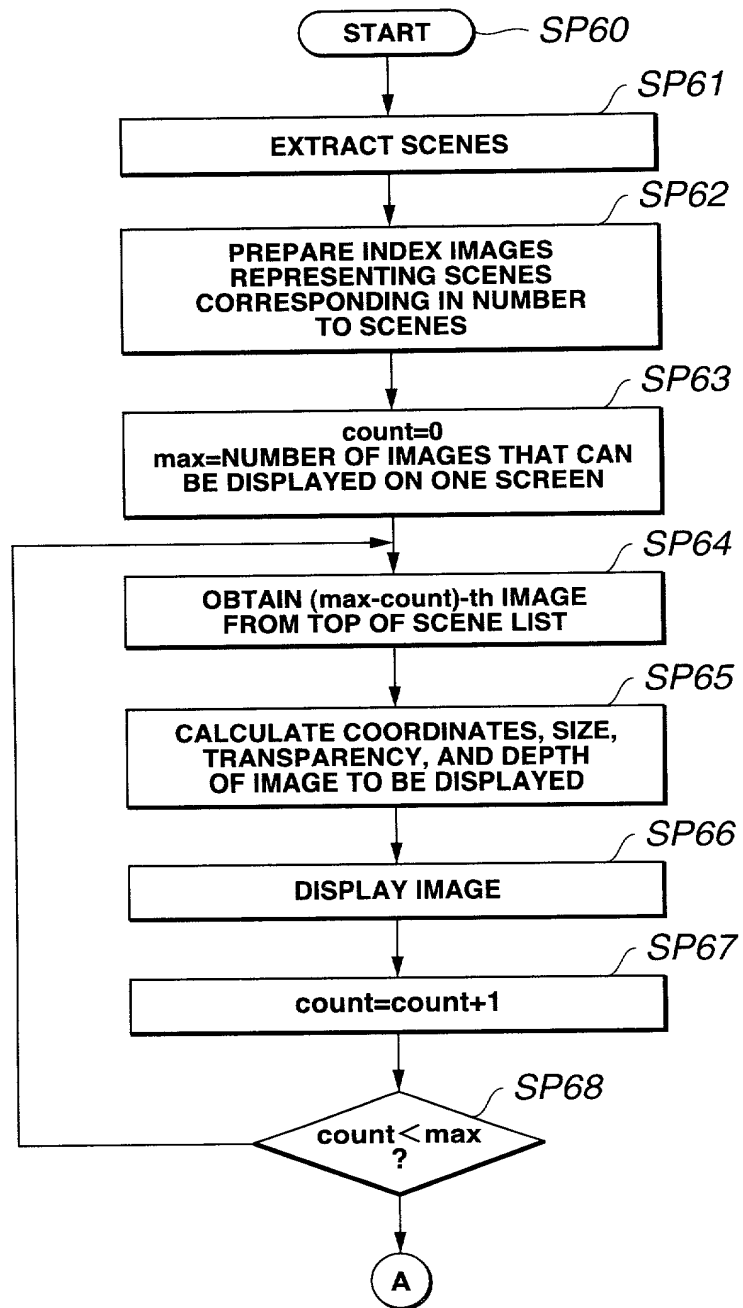 START
SP60
SP61
EXTRACT SCENES
SP62
PREPARE INDEX IMAGES
REPRESENTING SCENES
CORRESPONDING IN NUMBER
TO SCENES
SP63
count=0
max=NUMBER OF IMAGES THAT CAN
BE DISPLAYED ON ONE SCREEN
SP64
OBTAIN (max-count)-th IMAGE
FROM TOP OF SCENE LIST
SP65
CALCULATE COORDINATES, SIZE,
TRANSPARENCY, AND DEPTH
OF IMAGE TO BE DISPLAYED
SP66
DISPLAY IMAGE
SP67
count=count+1
SP68
count<max
?
A